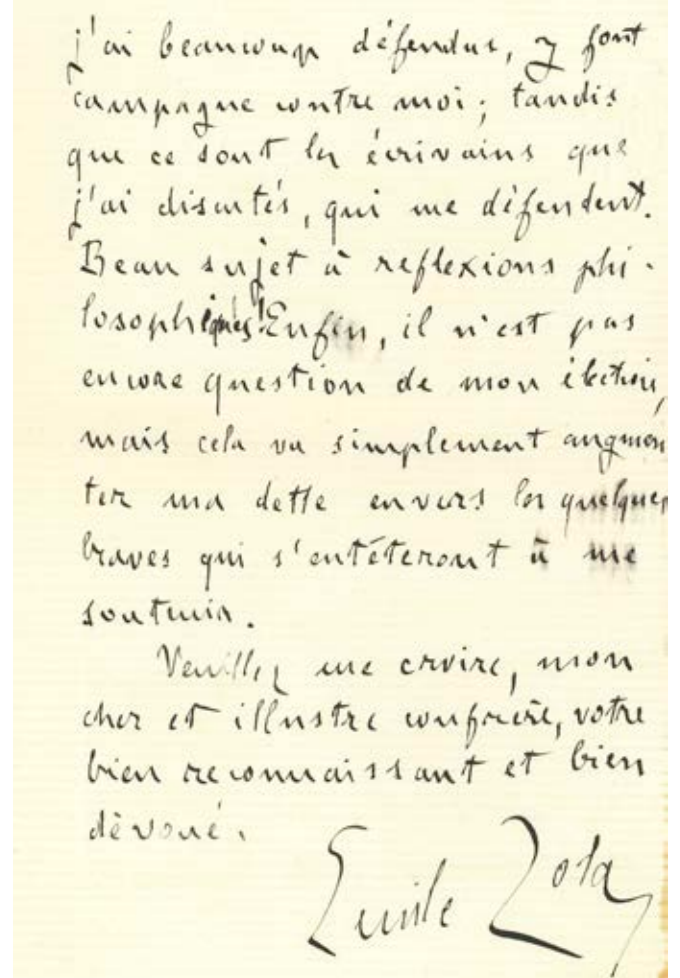 j'ai beaucoup défendus, y font
campagne contre moi; tandis
que ce sont les écrivains que
j'ai discutés, qui me défendent.
Beau sujet à reflexions phi-
losophiques! Enfin, il n'est pas
encore question de mon élection,
mais cela va simplement augmen
ter ma dette envers les quelques
braves qui s'entêteront à me
soutenir.
Veuillez me croire, mon
cher et illustre confrère, votre
bien reconnaissant et bien
dévoué.
Emile Zola